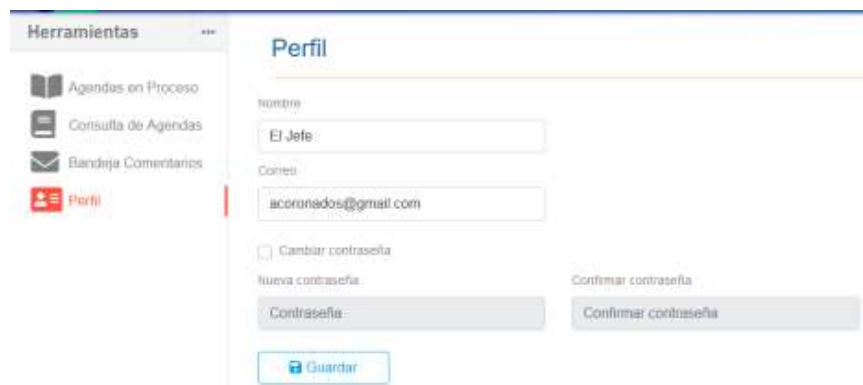 Herramientas
Agendas en Proceso
Consulta de Agendas
Bandeja Comentarios
Perfil
Perfil
Nombre
El Jefe
Correo
acoronados@gmail.com
Cambiar contraseña
Nueva contraseña
Confirmar contraseña
Contraseña
Confirmar contraseña
Guardar